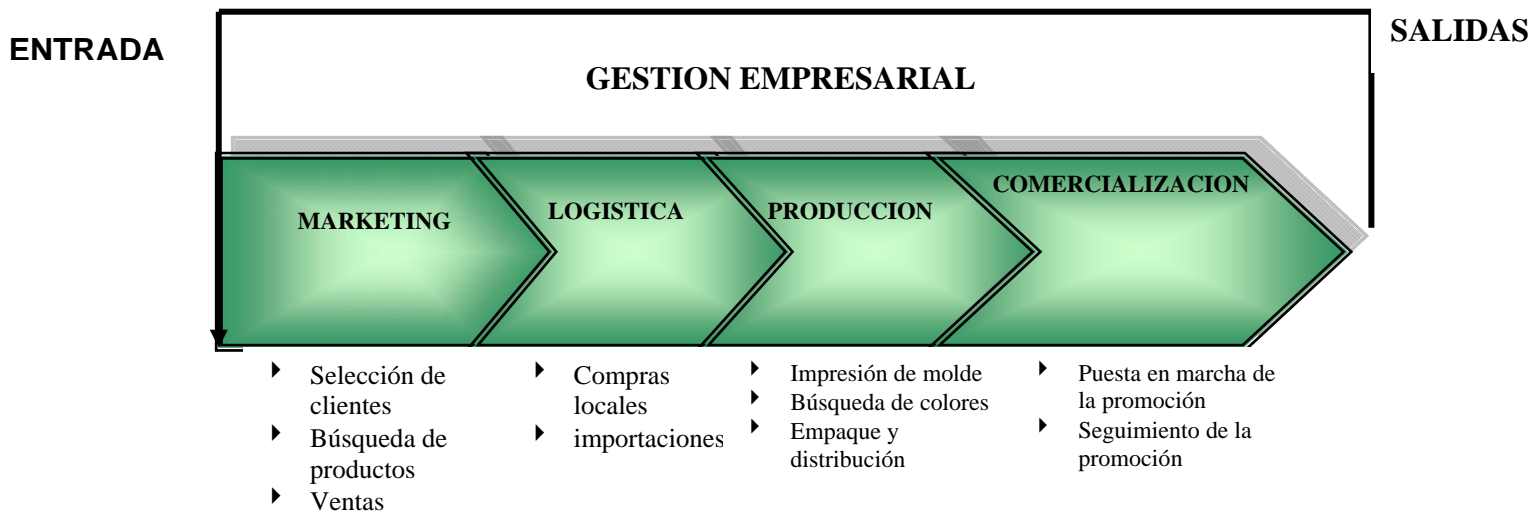 ENTRADA
SALIDAS
GESTION EMPRESARIAL
MARKETING
LOGISTICA
PRODUCCION
COMERCIALIZACION
Selección de
clientes
Búsqueda de
productos
Ventas
Compras
locales
importaciones
Impresión de molde
Búsqueda de colores
Empaque y
distribución
Puesta en marcha de
la promoción
Seguimiento de la
promoción